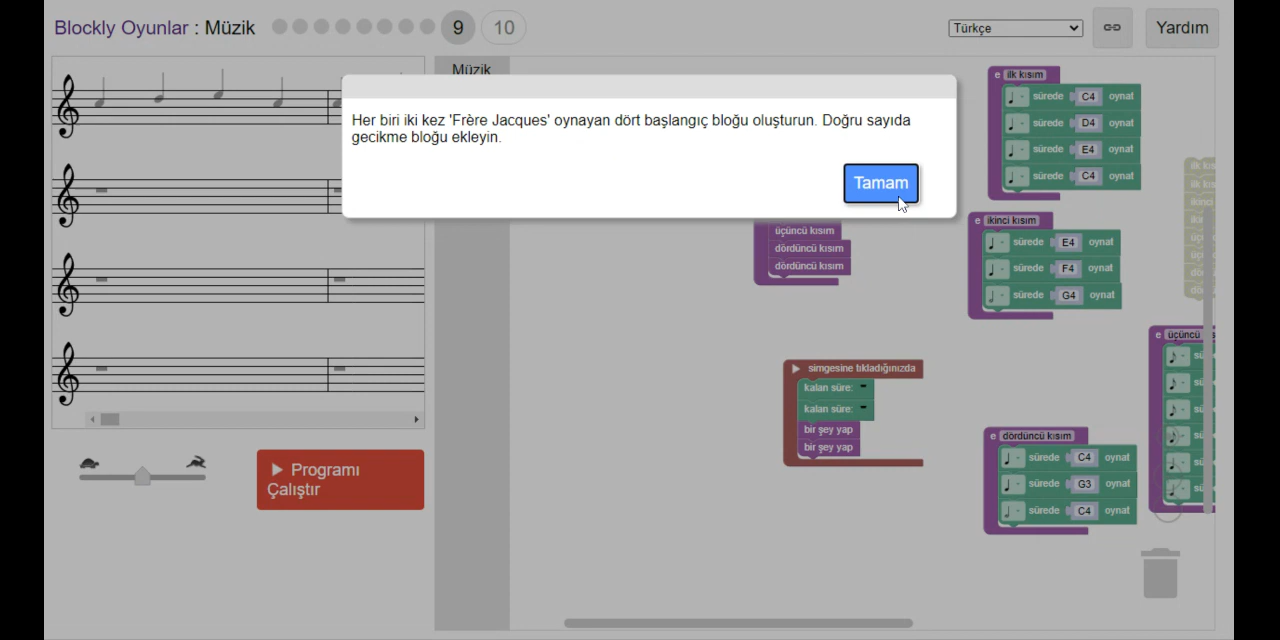 Blockly Oyunlar : Müzik
9
10
Türkçe
Yardım
Müzik
Her biri iki kez 'Frère Jacques' oynayan dört başlangıç bloğu oluşturun. Doğru sayıda
gecikme bloğu ekleyin.
Tamam
üçüncü kısım
dördüncü kısım
dördüncü kısım
simgesine tıkladığınızda
kalan süre:
kalan süre:
bir şey yap
bir şey yap
e ilk kısım
sürede C4 oynat
sürede D4 oynat
sürede E4 oynat
sürede C4 oynat
e ikinci kısım
sürede E4 oynat
sürede F4 oynat
sürede G4 oynat
e üçüncü
e dördüncü kısım
sürede C4 oynat
sürede G3 oynat
sürede C4 oynat
Programı
Çalıştır